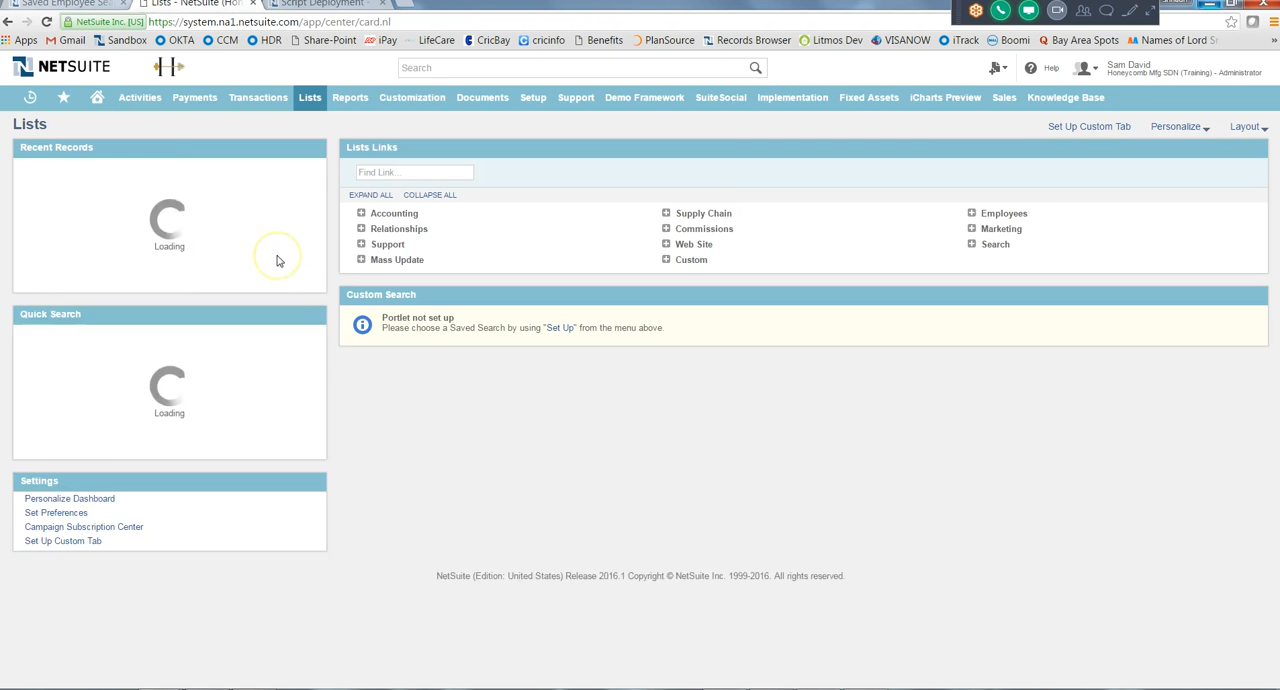 Saved Employee Sea
Lists - NetSuite (Hon
Script Deployment -
NetSuite Inc. [US] https://system.na1.netsuite.com/app/center/card.nl
Apps Gmail Sandbox OKTA CCM HDR Share-Point iPay LifeCare CricBay cricinfo Benefits PlanSource Records Browser Litmos Dev VISANOW iTrack Boomi Bay Area Spots Names of Lord S »
NETSUITE H Search Help Sam David
Honeycomb Mfg SDN (Training) - Administrator
Activities Payments Transactions Lists Reports Customization Documents Setup Support Demo Framework SuiteSocial Implementation Fixed Assets iCharts Preview Sales Knowledge Base
Lists
Set Up Custom Tab Personalize Layout
Recent Records
Loading
Quick Search
Loading
Settings
Personalize Dashboard
Set Preferences
Campaign Subscription Center
Set Up Custom Tab
Lists Links
Find Link...
EXPAND ALL COLLAPSE ALL
Accounting Supply Chain Employees
Relationships Commissions Marketing
Support Web Site Search
Mass Update Custom
Custom Search
Portlet not set up
Please choose a Saved Search by using "Set Up" from the menu above.
NetSuite (Edition: United States) Release 2016.1 Copyright © NetSuite Inc. 1999-2016. All rights reserved.